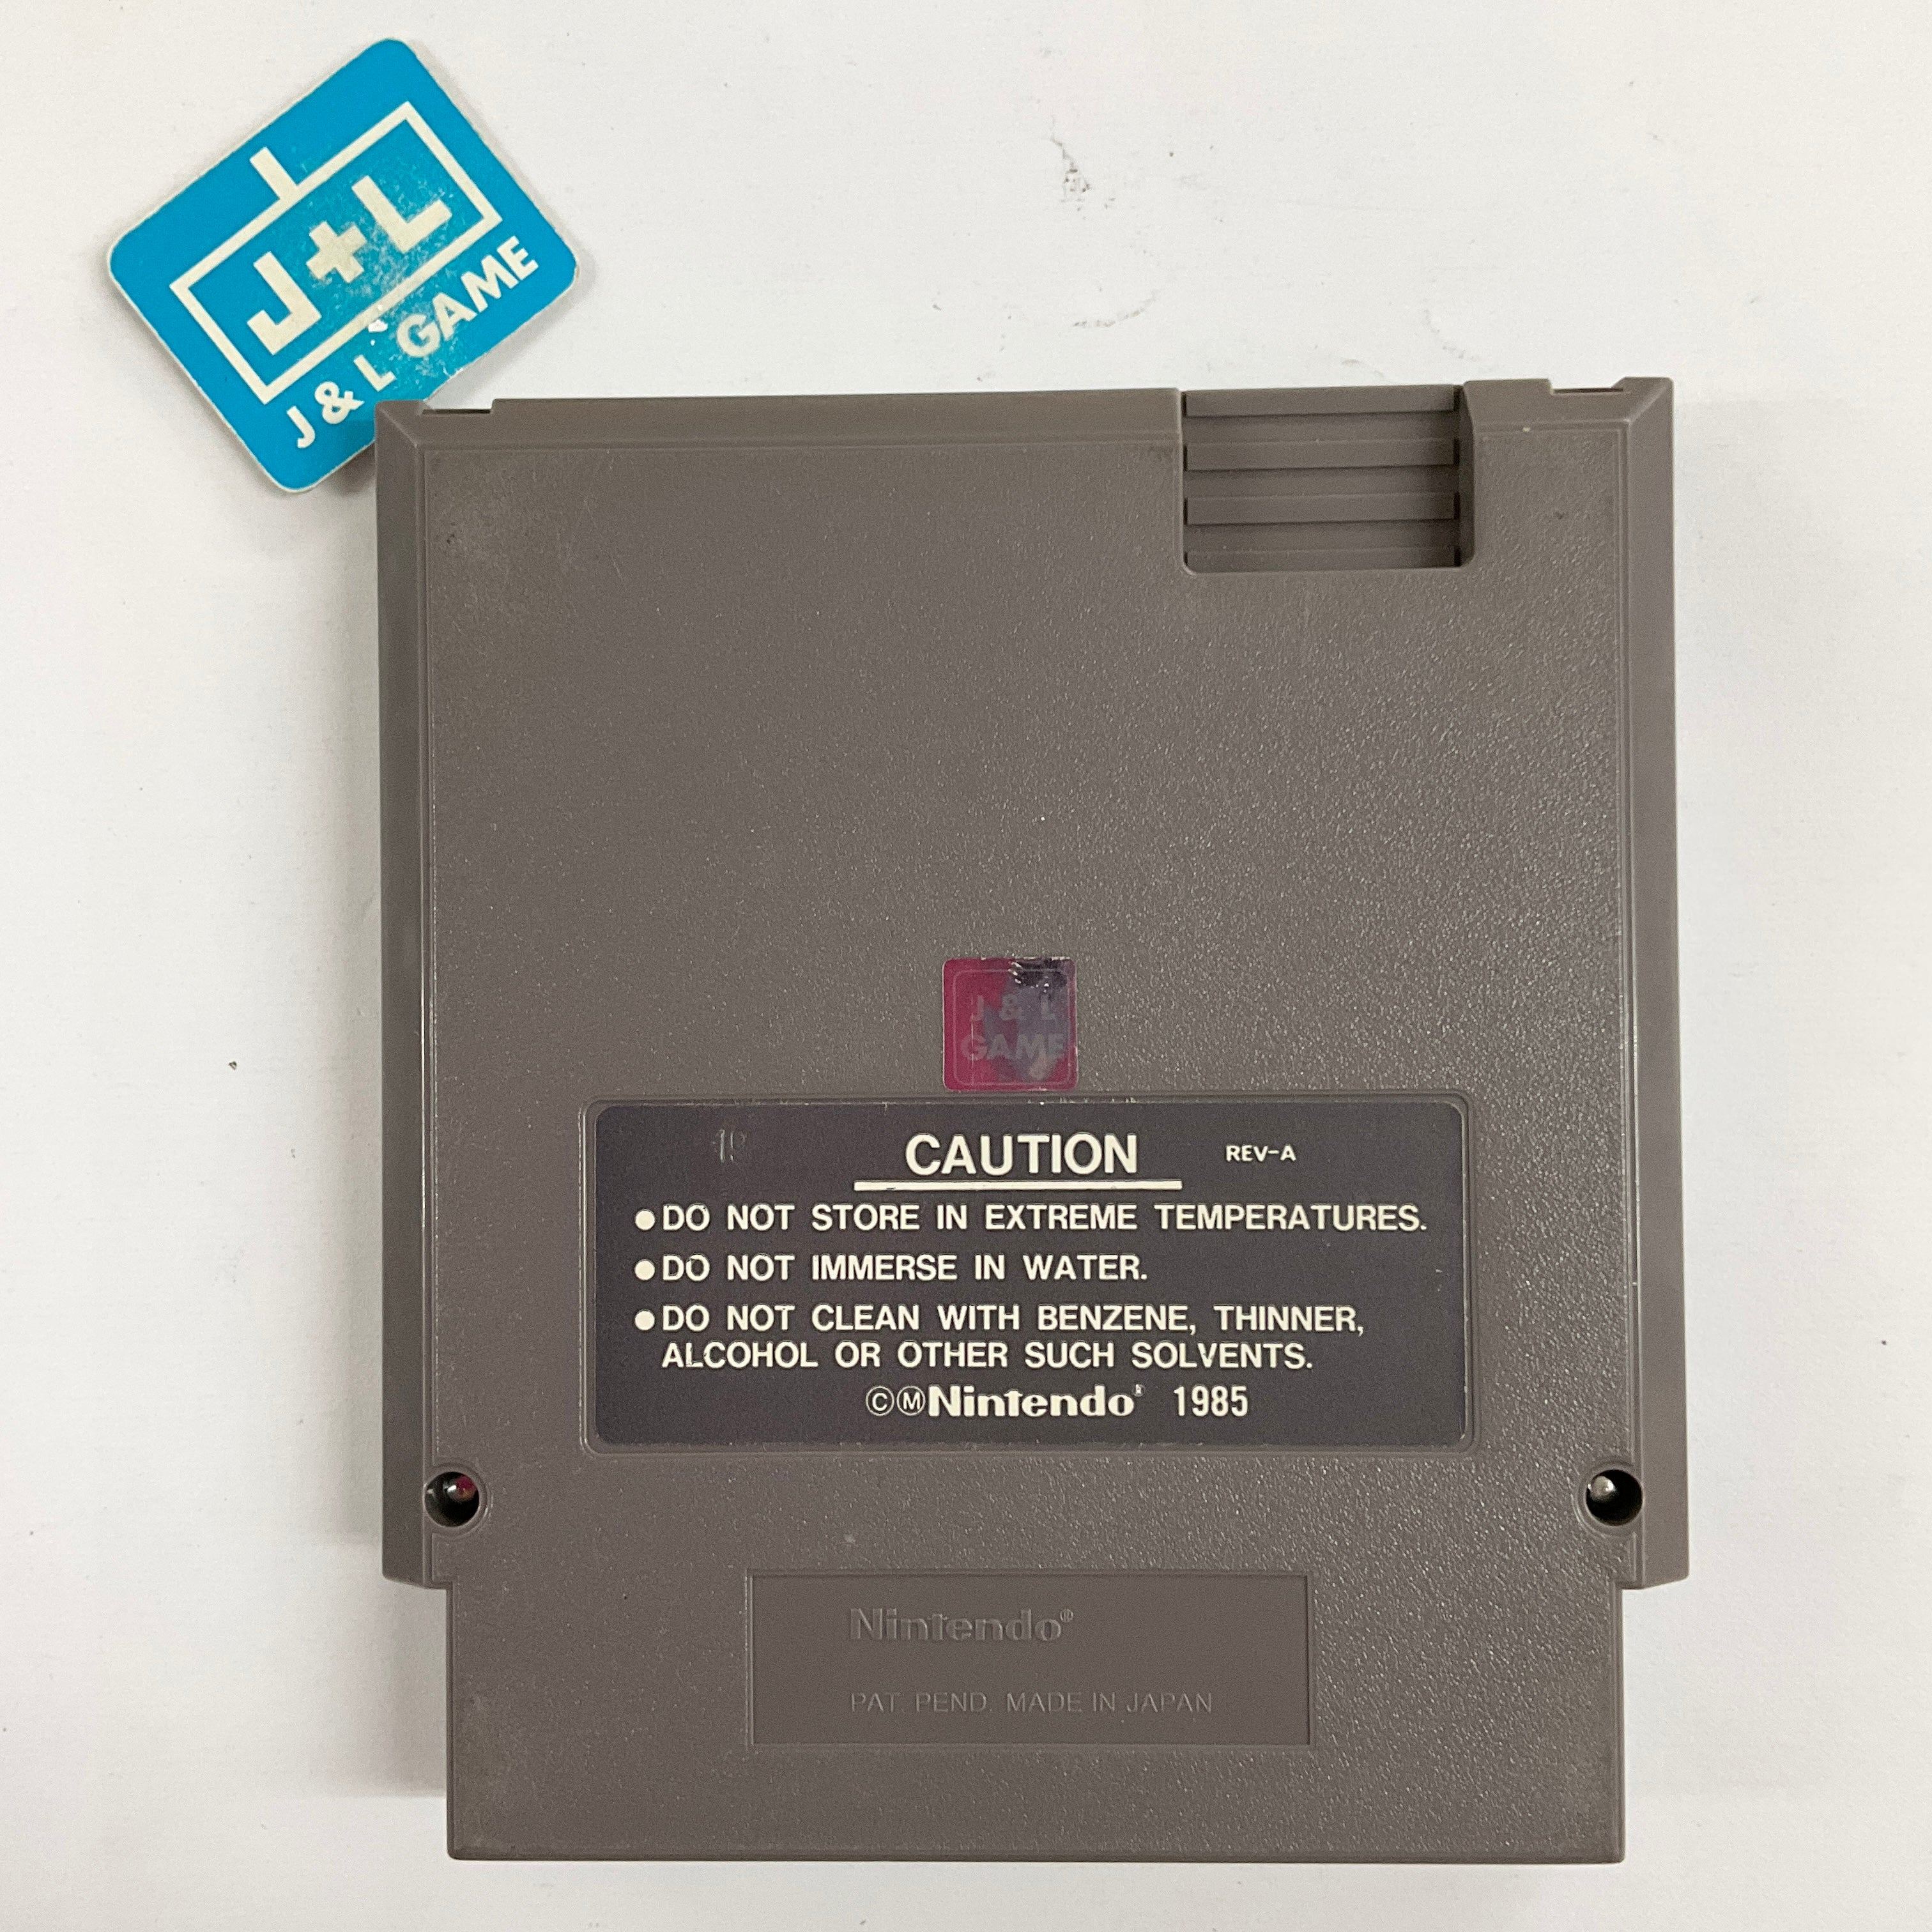 J+L
J & L GAME
J & L
GAME
19
CAUTION REV-A
●DO NOT STORE IN EXTREME TEMPERATURES.
●DO NOT IMMERSE IN WATER.
●DO NOT CLEAN WITH BENZENE, THINNER,
ALCOHOL OR OTHER SUCH SOLVENTS.
©ⓂNintendo® 1985
Nintendo®
PAT. PEND. MADE IN JAPAN